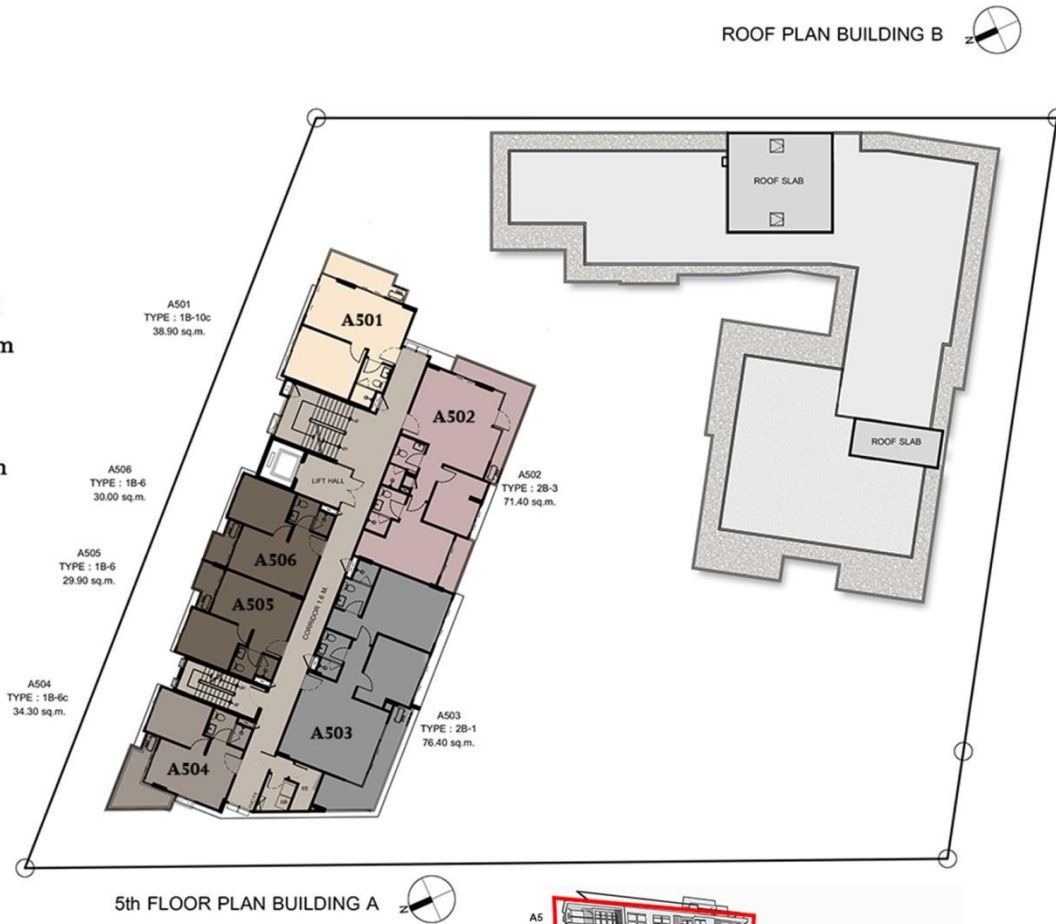 ROOF PLAN BUILDING B
N
ROOF SLAB
A501
TYPE : 1B-10c
38.90 sq.m.
A501
m
A502
A506
TYPE : 1B-6
30.00 sq.m.
LIFT HALL
A502
TYPE : 2B-3
71.40 sq.m.
ROOF SLAB
A505
TYPE : 1B-6
29.90 sq.m.
A506
A505
CORRIDOR 1.6 M.
A504
TYPE : 1B-6c
34.30 sq.m.
A503
TYPE : 2B-1
76.40 sq.m.
A503
A504
5th FLOOR PLAN BUILDING A
N
A5